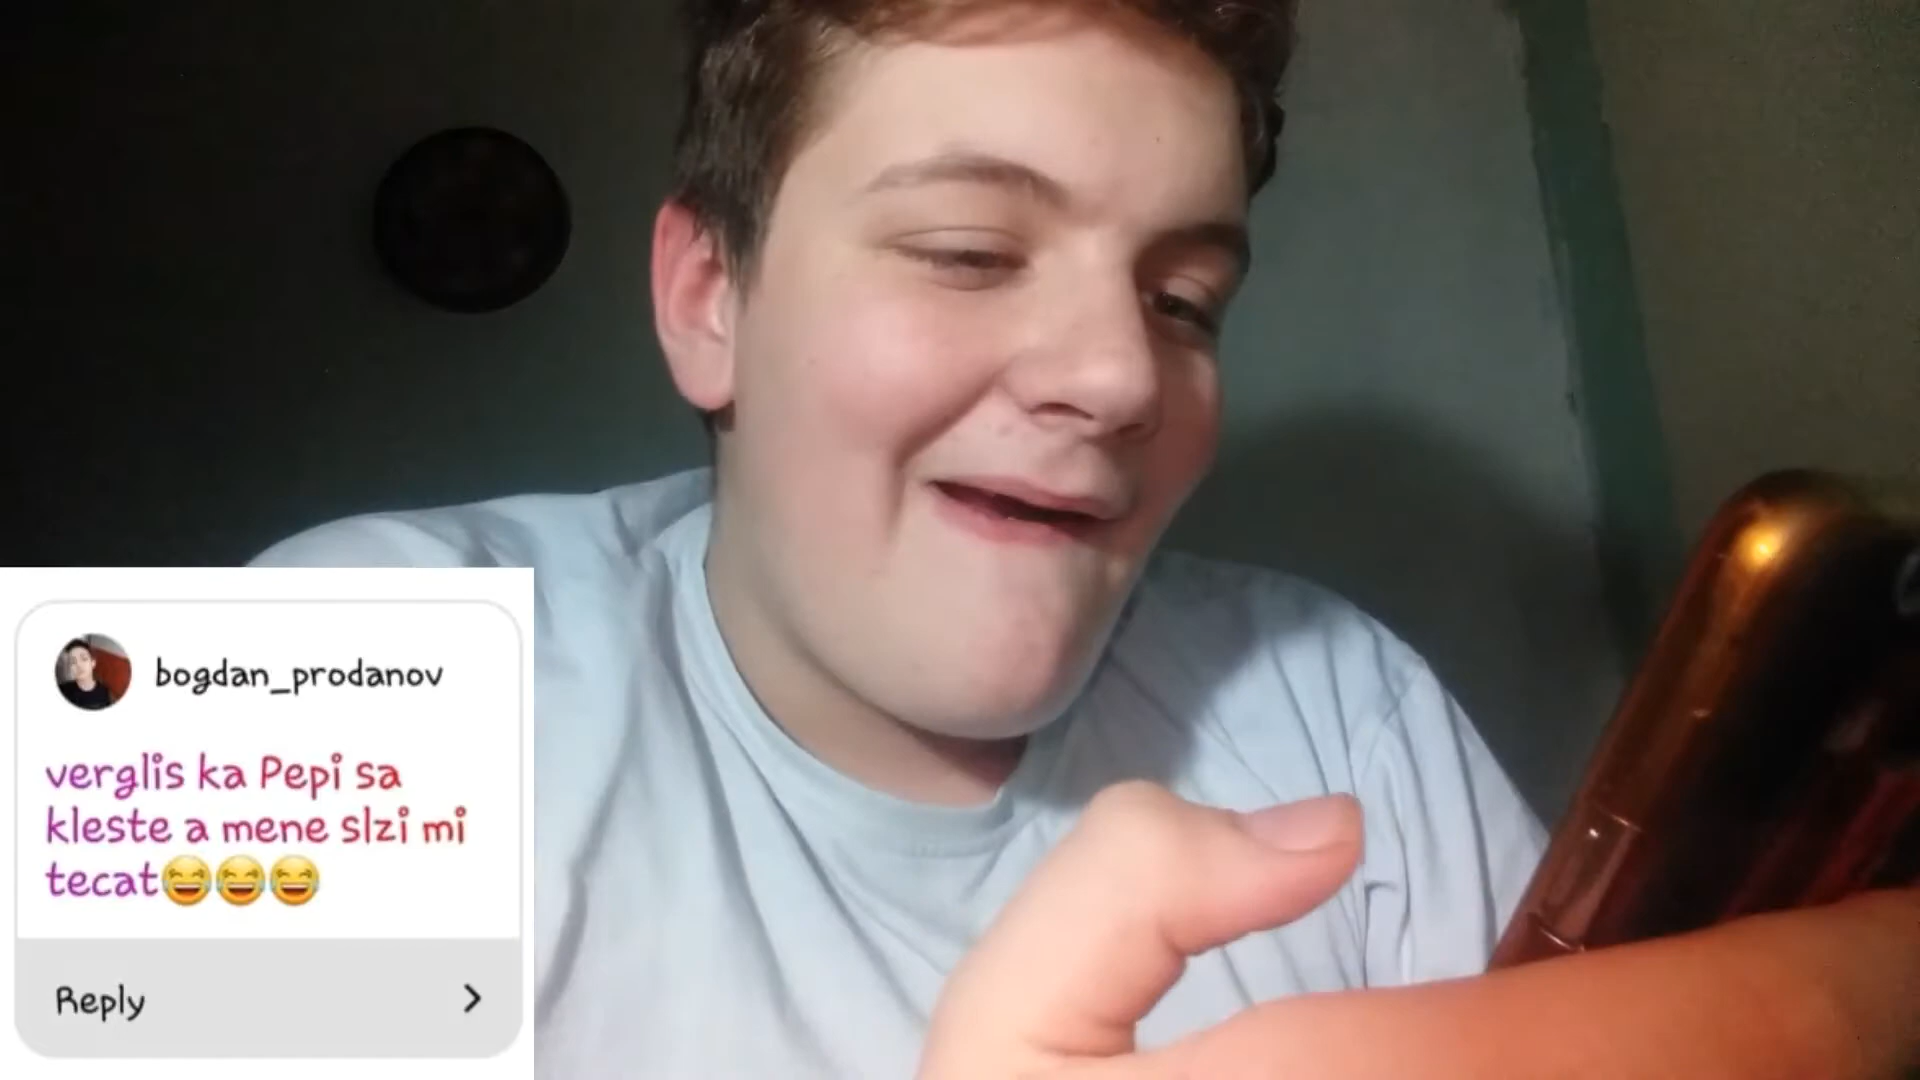 bogdan_prodanov
verglis ka Pepi sa
kleste a mene slzi mi
tecat😂😂😂
Reply